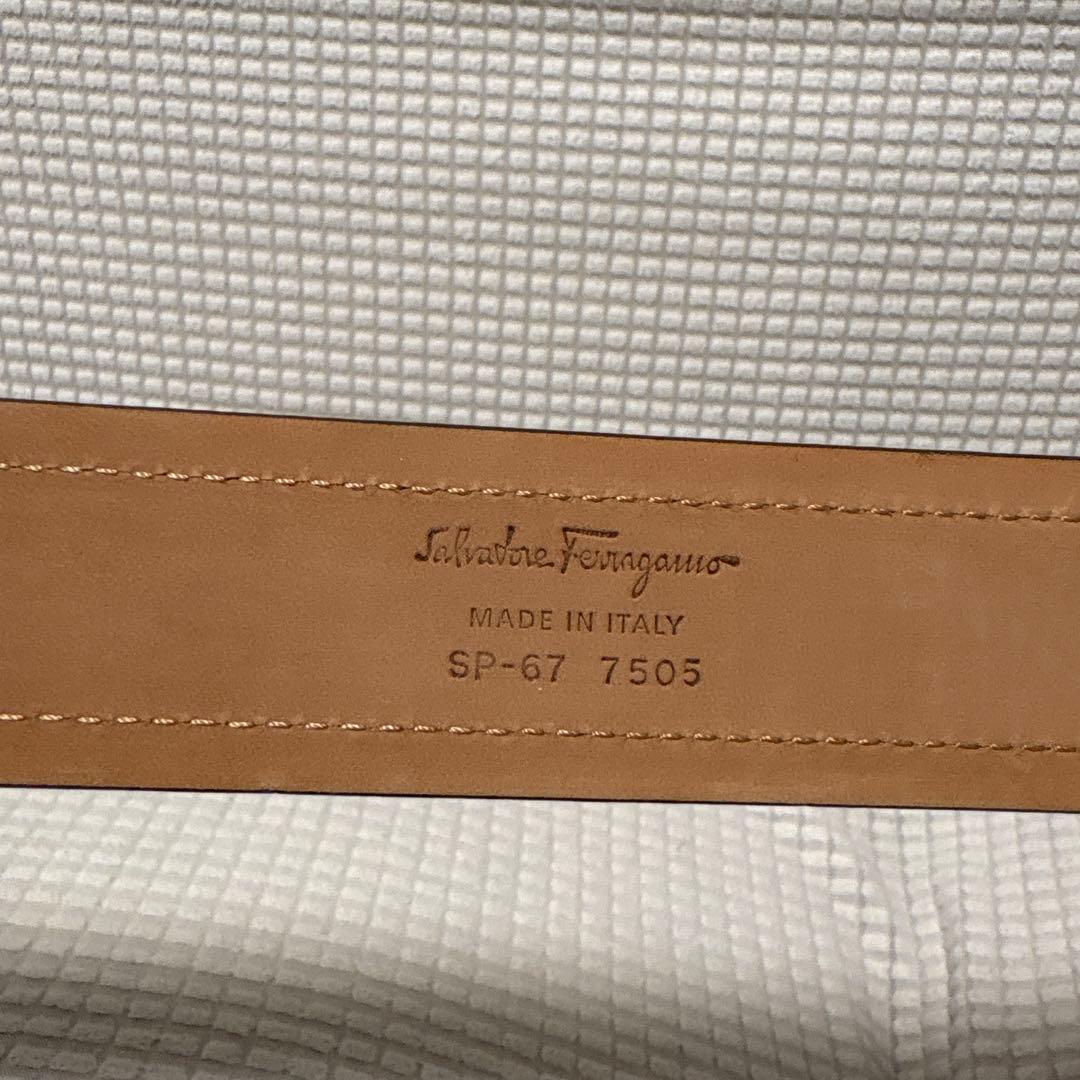 Salvatore Ferragamo
MADE IN ITALY
SP-67 7505